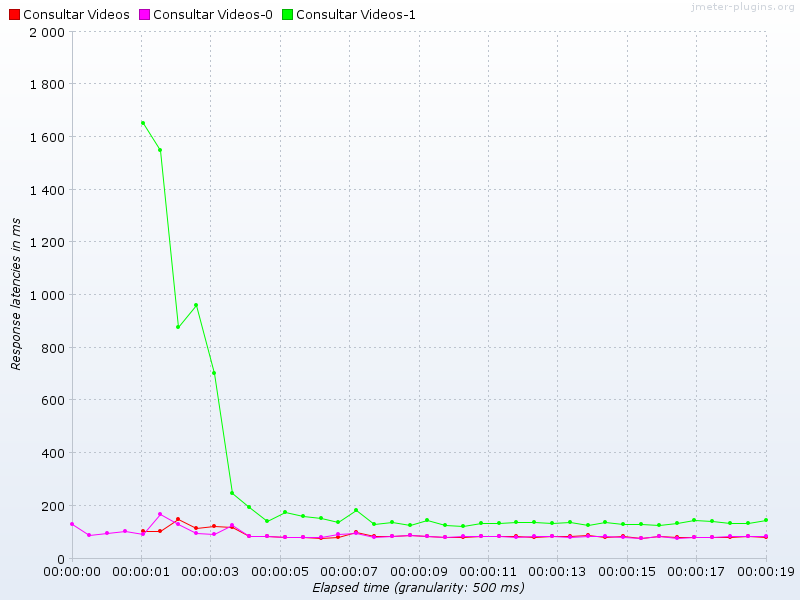 jmeter-plugins.org
Consultar Videos Consultar Videos-0 Consultar Videos-1
2 000
1 800
1 600
1 400
1 200
1 000
800
600
400
200
0
Response latencies in ms
00:00:00 00:00:01 00:00:03 00:00:05 00:00:07 00:00:09 00:00:11 00:00:13 00:00:15 00:00:17 00:00:19
Elapsed time (granularity: 500 ms)